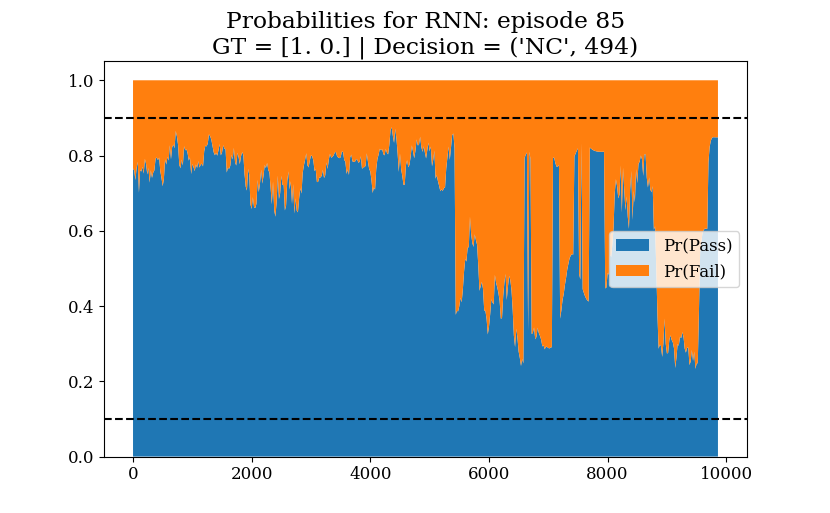 Probabilities for RNN: episode 85
GT = [1. 0.] | Decision = ('NC', 494)
1.0
0.8
0.6
0.4
0.2
0.0
Pr(Pass)
Pr(Fail)
0 2000 4000 6000 8000 10000